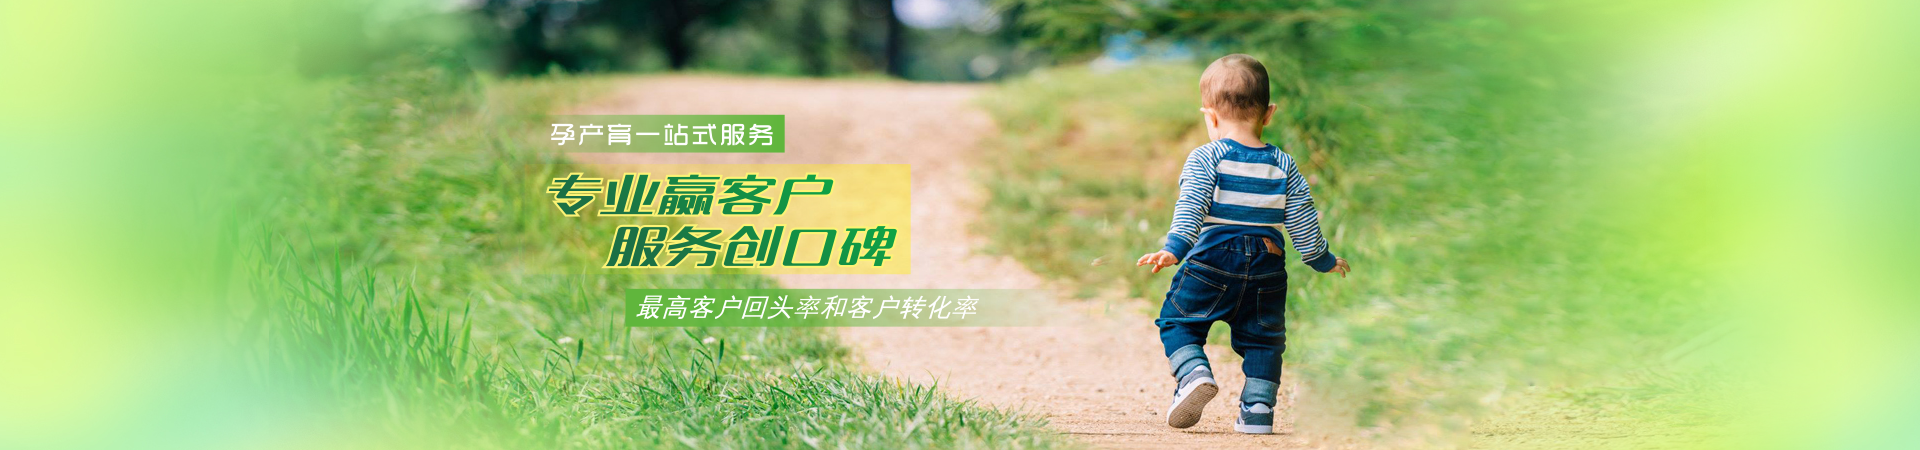 孕产育一站式服务
专业赢客户
服务创口碑
最高客户回头率和客户转化率